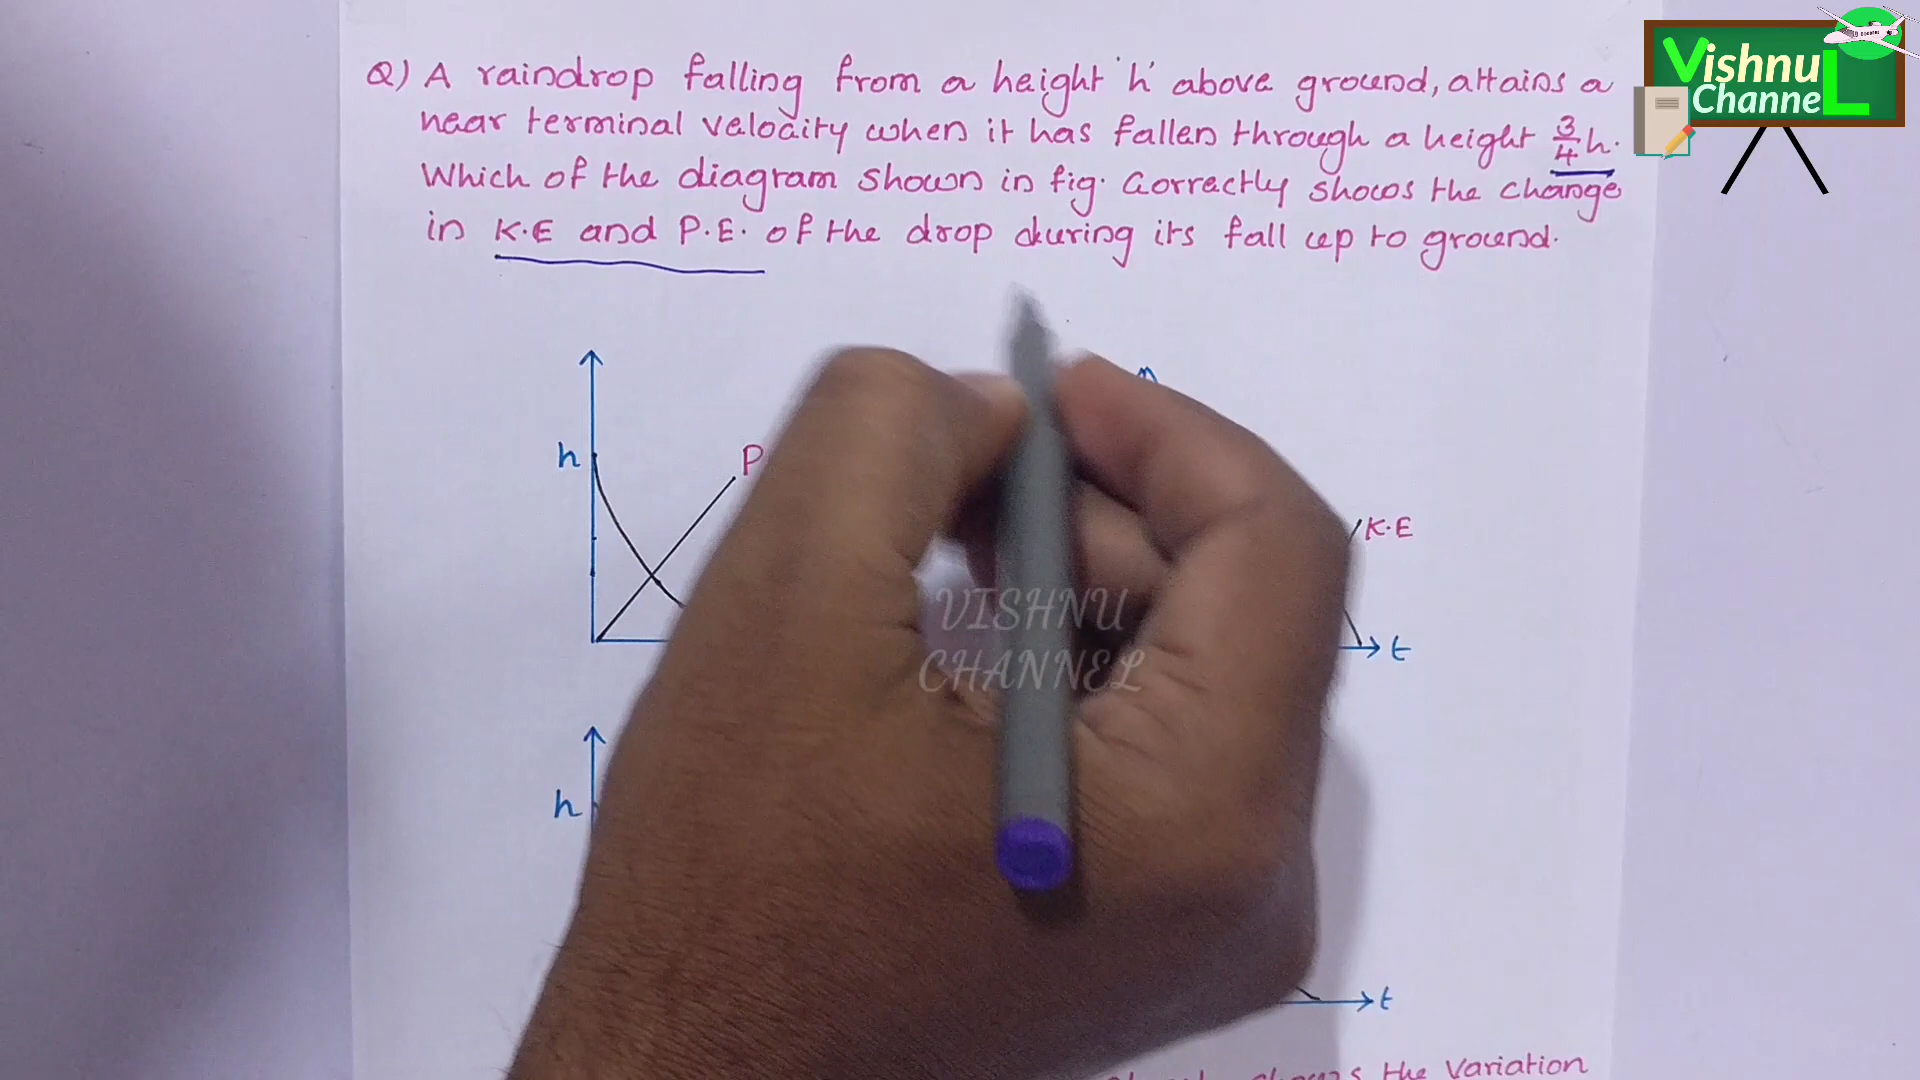 Vishnu
ChanneL
Q) A raindrop falling from a height 'h' above ground, attains a
near terminal velocity when it has fallen through a height 3/4 h.
Which of the diagram shown in fig. correctly shows the change
in K.E and P.E. of the drop during its fall up to ground.
h
P
K.E
t
VISHNU
CHANNEL
h
t
shows the Variation